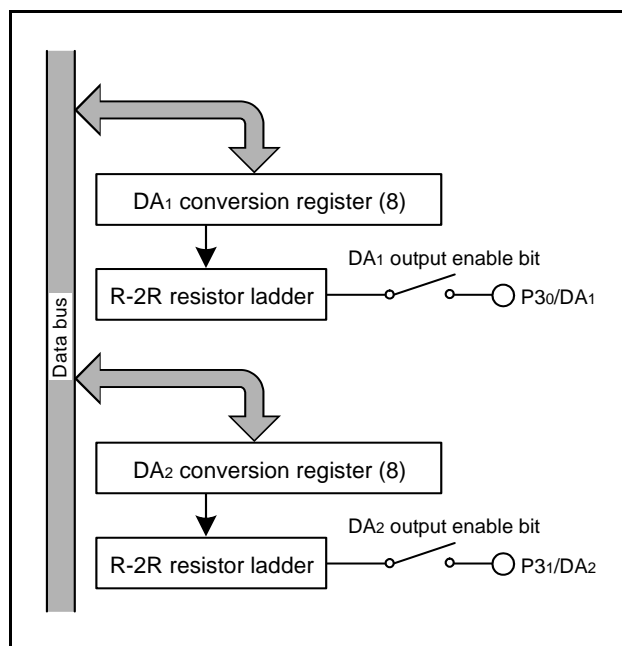 Data bus
DA1 conversion register (8)
DA1 output enable bit
R-2R resistor ladder
P30/DA1
DA2 conversion register (8)
DA2 output enable bit
R-2R resistor ladder
P31/DA2